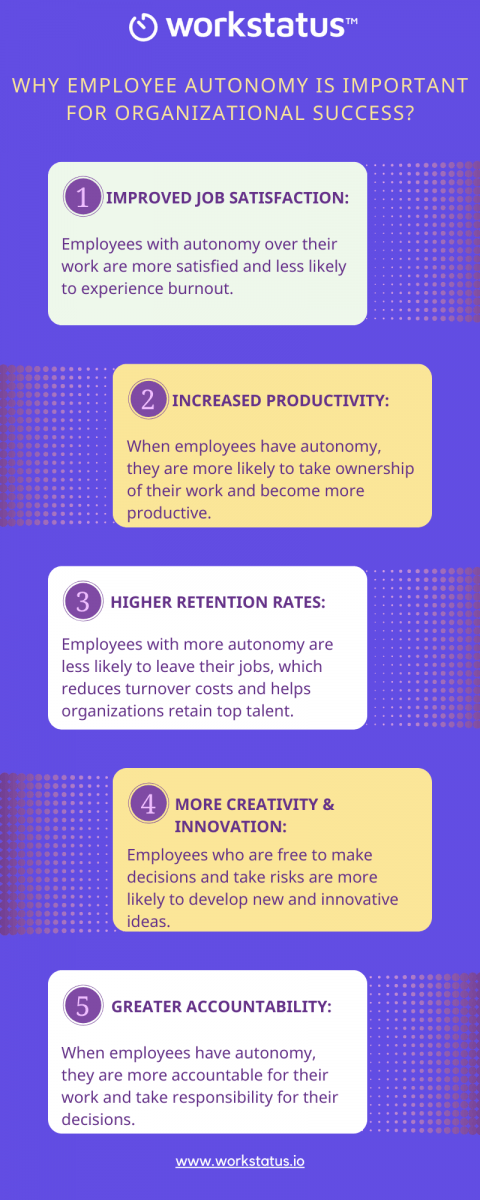 workstatus™
WHY EMPLOYEE AUTONOMY IS IMPORTANT
FOR ORGANIZATIONAL SUCCESS?
1 IMPROVED JOB SATISFACTION:
Employees with autonomy over their
work are more satisfied and less likely
to experience burnout.
2 INCREASED PRODUCTIVITY:
When employees have autonomy,
they are more likely to take ownership
of their work and become more
productive.
3 HIGHER RETENTION RATES:
Employees with more autonomy are
less likely to leave their jobs, which
reduces turnover costs and helps
organizations retain top talent.
4 MORE CREATIVITY &
INNOVATION:
Employees who are free to make
decisions and take risks are more
likely to develop new and innovative
ideas.
5 GREATER ACCOUNTABILITY:
When employees have autonomy,
they are more accountable for their
work and take responsibility for their
decisions.
www.workstatus.io